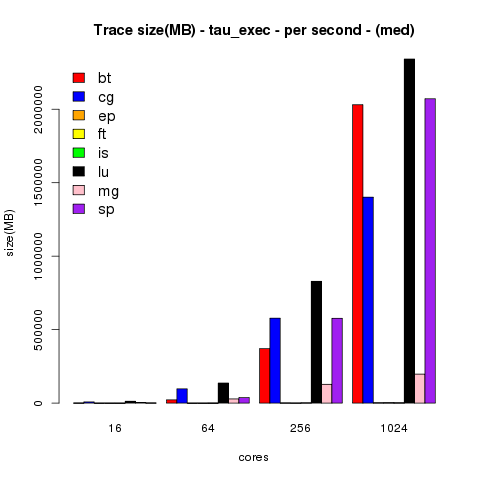 Trace size(MB) - tau_exec - per second - (med)
bt
cg
ep
ft
is
lu
mg
sp
size(MB)
2000000
1500000
1000000
500000
0
16 64 256 1024
cores